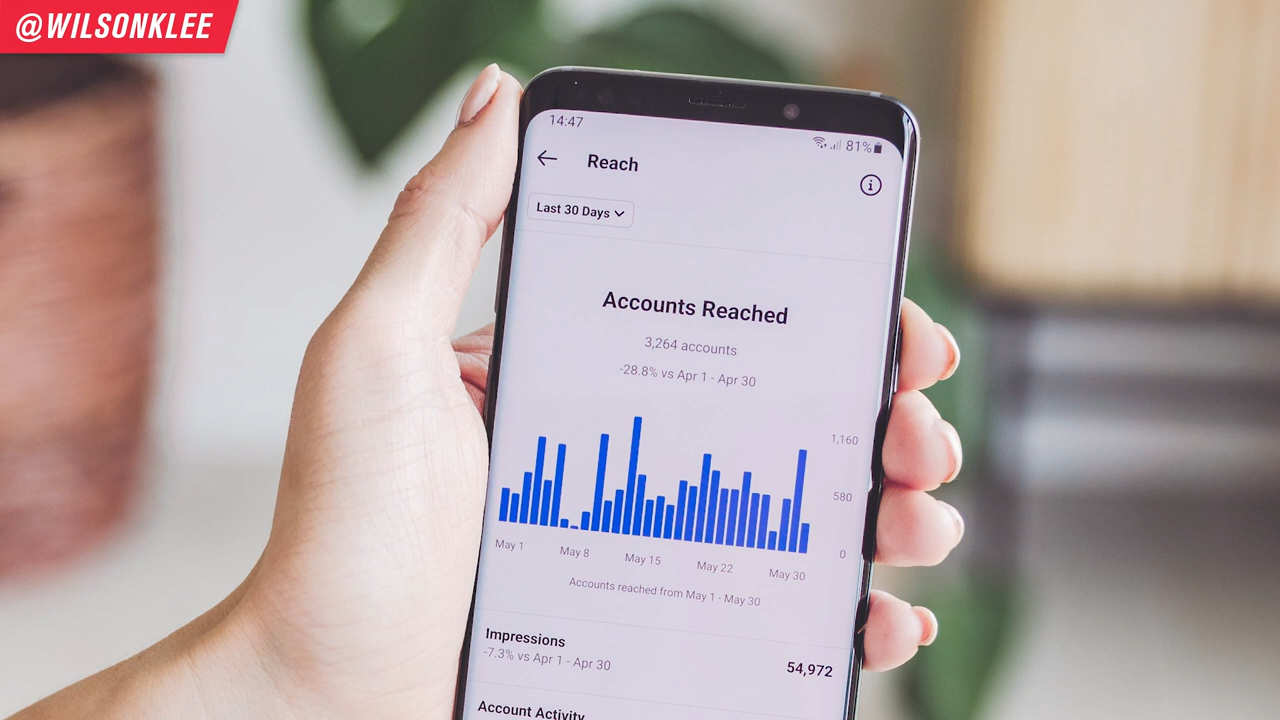 @WILSONKLEE
14:47
81%
Reach
Last 30 Days
Accounts Reached
3,264 accounts
-28.8% vs Apr 1 - Apr 30
1,160
580
0
May 1
May 8
May 15
May 22
May 30
Accounts reached from May 1 - May 30
Impressions
-7.3% vs Apr 1 - Apr 30
54,972
Account Activity